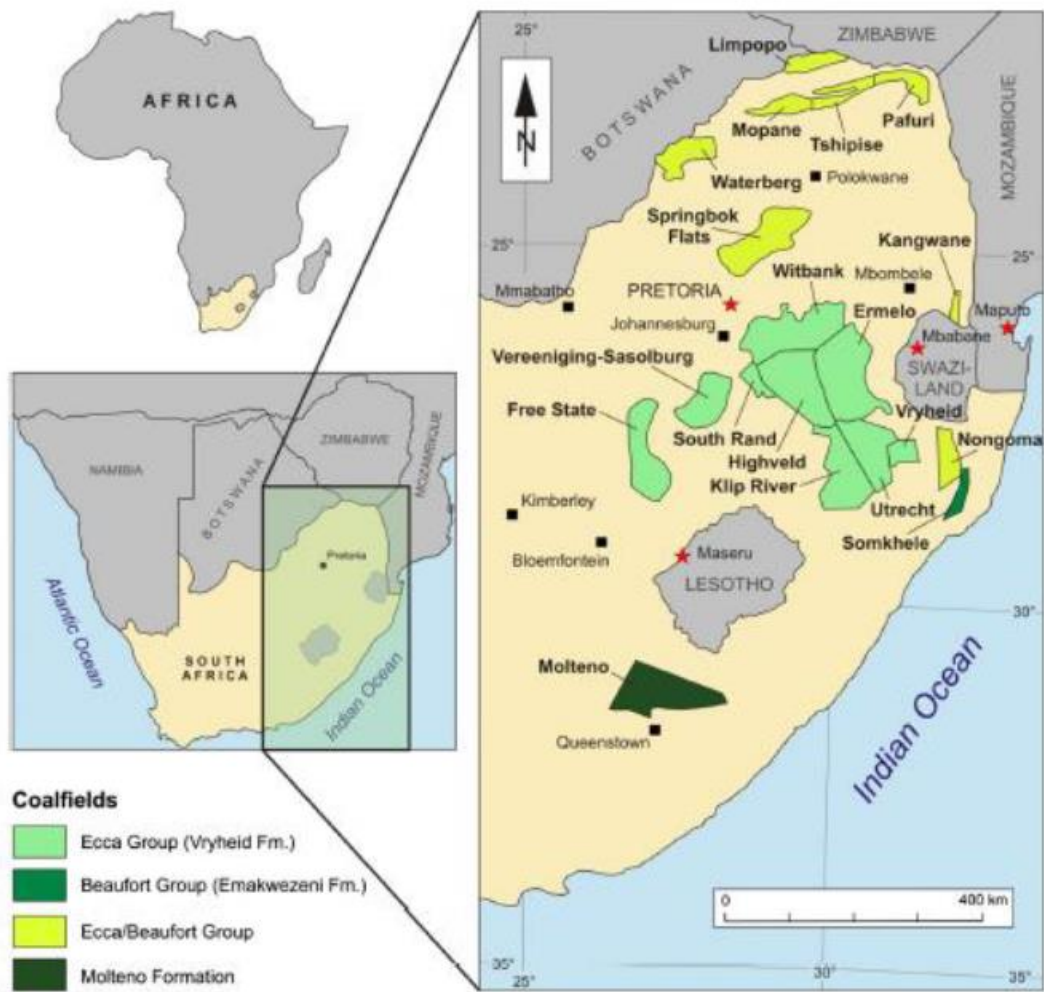 AFRICA
NAMIBIA
BOTSWANA
ZIMBABWE
MOZAMBIQUE
Pretoria
SOUTH
AFRICA
Atlantic Ocean
Indian Ocean
Coalfields
Ecca Group (Vryheid Fm.)
Beaufort Group (Emakwezeni Fm.)
Ecca/Beaufort Group
Molteno Formation
25°
30°
ZIMBABWE
Limpopo
N
BOTSWANA
MOZAMBIQUE
Mopane
Tshipise
Pafuri
Waterberg
Polokwane
Springbok
Flats
25°
Kangwane
25°
Witbank
Mbombele
Mmabatho
PRETORIA
Ermelo
Maputo
Johannesburg
Mbabane
Vereeniging-Sasolburg
SWAZI-
LAND
Free State
Vryheid
South Rand
Nongoma
Highveld
Klip River
Kimberley
Utrecht
Somkhele
Bloemfontein
Maseru
LESOTHO
30°
Molteno
Queenstown
Indian Ocean
0
400 km
35°
25°
30°
35°